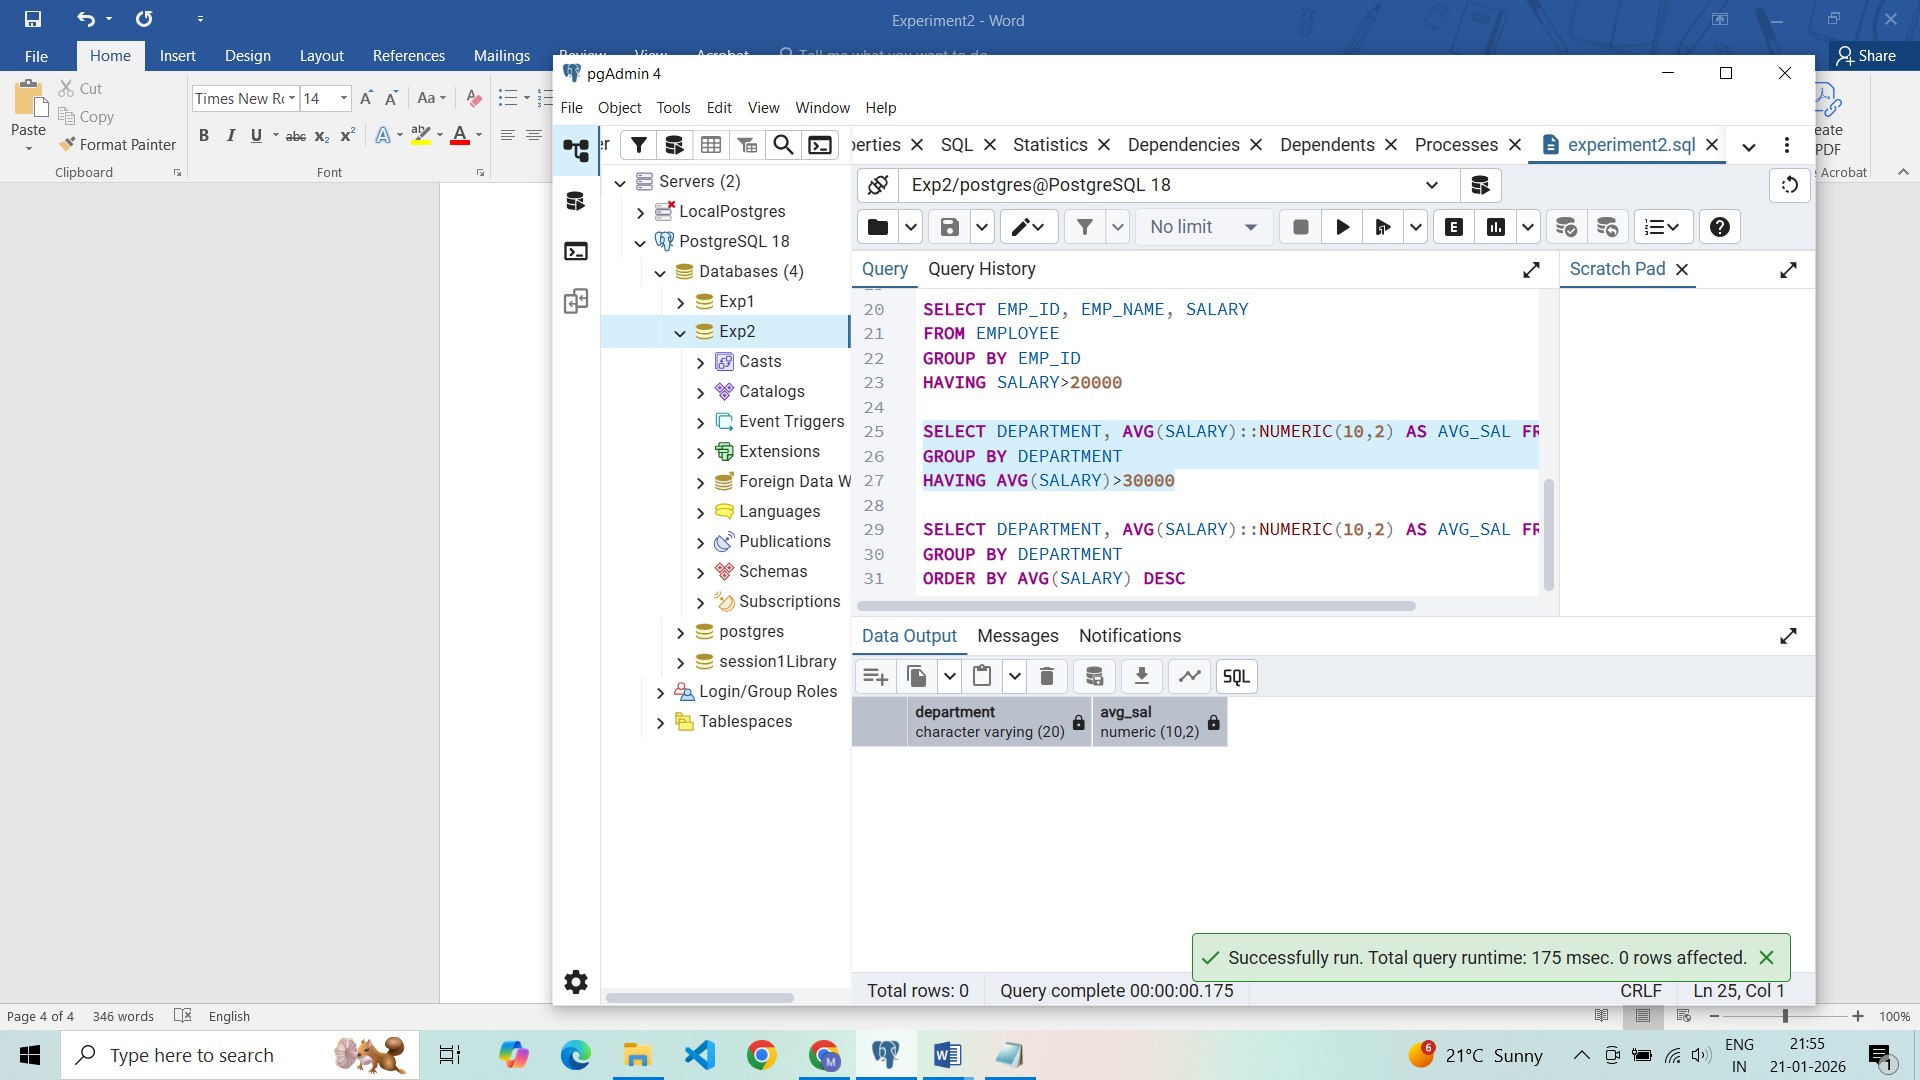 Experiment2 - Word
File
Home
Insert
Design
Layout
References
Mailings
Share
Cut
Copy
Format Painter
Paste
Clipboard
Times New Ro
14
Aa
Font
Acrobat
pgAdmin 4
File
Object
Tools
Edit
View
Window
Help
erties
SQL
Statistics
Dependencies
Dependents
Processes
experiment2.sql
Servers (2)
LocalPostgres
PostgreSQL 18
Databases (4)
Exp1
Exp2
Casts
Catalogs
Event Triggers
Extensions
Foreign Data W
Languages
Publications
Schemas
Subscriptions
postgres
session1Library
Login/Group Roles
Tablespaces
Exp2/postgres@PostgreSQL 18
No limit
Query
Query History
Scratch Pad
20 SELECT EMP_ID, EMP_NAME, SALARY
21 FROM EMPLOYEE
22 GROUP BY EMP_ID
23 HAVING SALARY>20000
24
25 SELECT DEPARTMENT, AVG(SALARY)::NUMERIC(10,2) AS AVG_SAL FR
26 GROUP BY DEPARTMENT
27 HAVING AVG(SALARY)>30000
28
29 SELECT DEPARTMENT, AVG(SALARY)::NUMERIC(10,2) AS AVG_SAL FR
30 GROUP BY DEPARTMENT
31 ORDER BY AVG(SALARY) DESC
Data Output
Messages
Notifications
SQL
department
character varying (20)
avg_sal
numeric (10,2)
Successfully run. Total query runtime: 175 msec. 0 rows affected.
Total rows: 0
Query complete 00:00:00.175
CRLF
Ln 25, Col 1
Page 4 of 4
346 words
English
100%
Type here to search
21°C Sunny
ENG
IN
21:55
21-01-2026